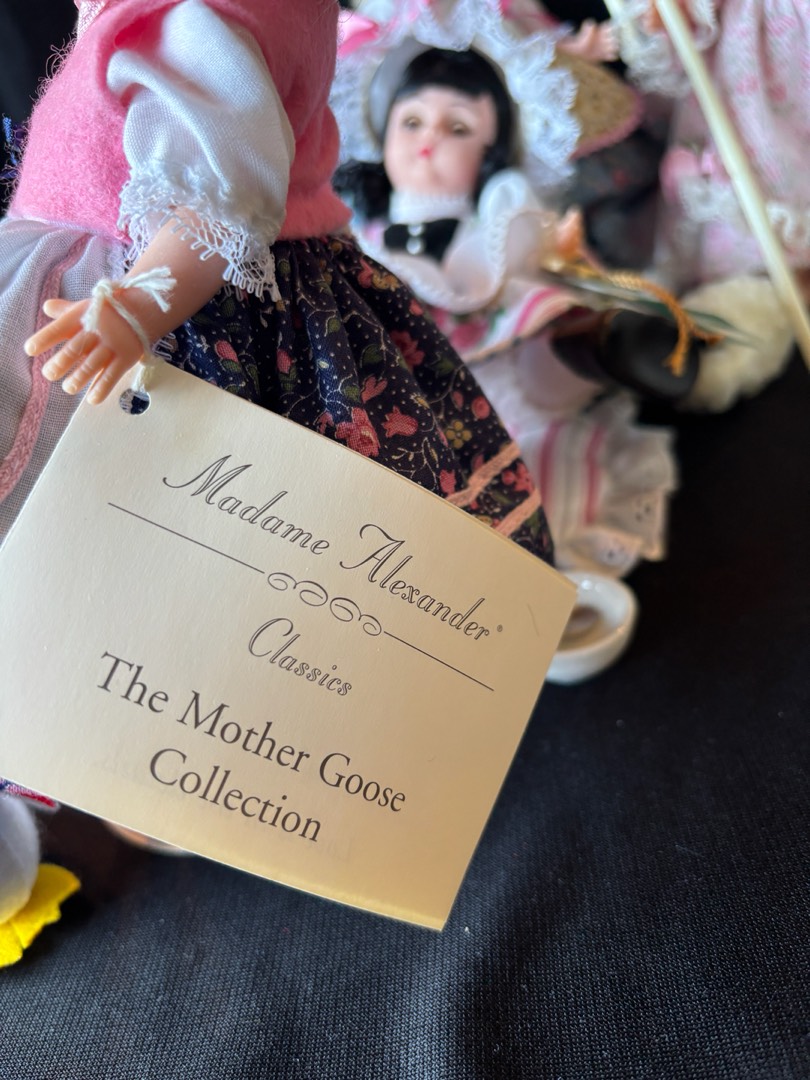 Madame Alexander®
Classics
The Mother Goose
Collection